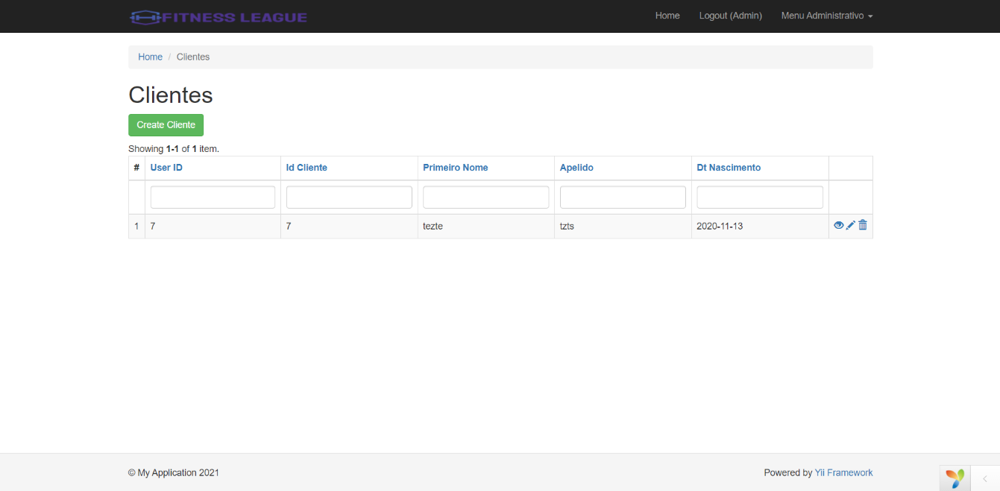 FITNESS LEAGUE Home Logout (Admin) Menu Administrativo
Home / Clientes
Clientes
Create Cliente
Showing 1-1 of 1 item.
# User ID Id Cliente Primeiro Nome Apelido Dt Nascimento
1 7 7 tezte tzts 2020-11-13
© My Application 2021 Powered by Yii Framework